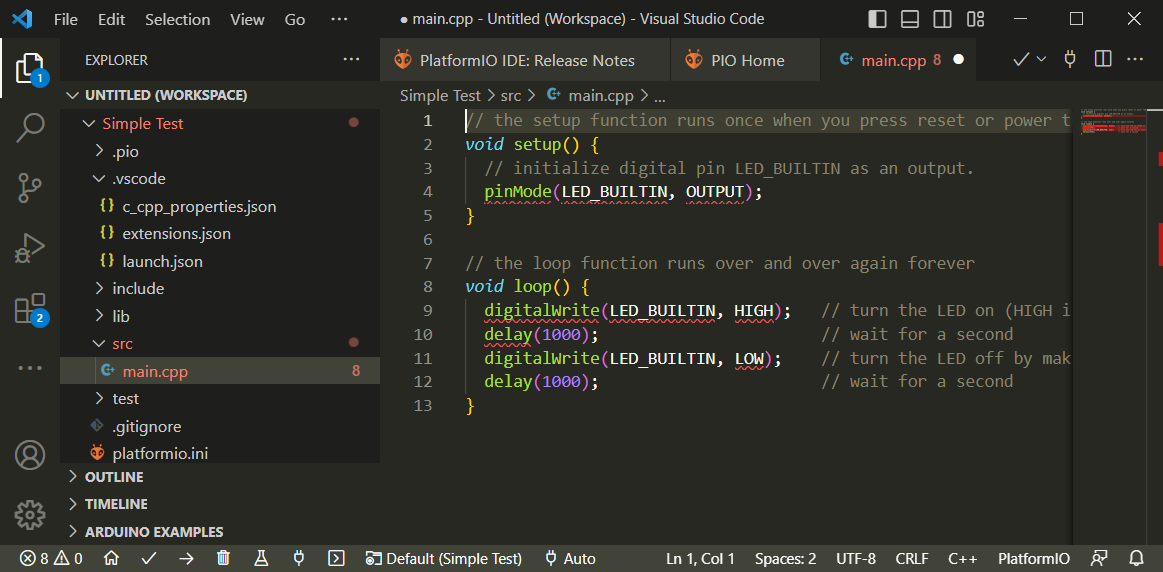 File Edit Selection View Go ··· ● main.cpp - Untitled (Workspace) - Visual Studio Code
EXPLORER ···
PlatformIO IDE: Release Notes PIO Home main.cpp 8
1
UNTITLED (WORKSPACE)
Simple Test
.pio
.vscode
{} c_cpp_properties.json
{} extensions.json
{} launch.json
include
lib
src
main.cpp 8
test
.gitignore
platformio.ini
OUTLINE
TIMELINE
ARDUINO EXAMPLES
2
Simple Test > src > main.cpp > ...
1 // the setup function runs once when you press reset or power t
2 void setup() {
3   // initialize digital pin LED_BUILTIN as an output.
4   pinMode(LED_BUILTIN, OUTPUT);
5 }
6
7 // the loop function runs over and over again forever
8 void loop() {
9   digitalWrite(LED_BUILTIN, HIGH);   // turn the LED on (HIGH i
10   delay(1000);                       // wait for a second
11   digitalWrite(LED_BUILTIN, LOW);    // turn the LED off by mak
12   delay(1000);                       // wait for a second
13 }
8 0 Default (Simple Test) Auto Ln 1, Col 1 Spaces: 2 UTF-8 CRLF C++ PlatformIO